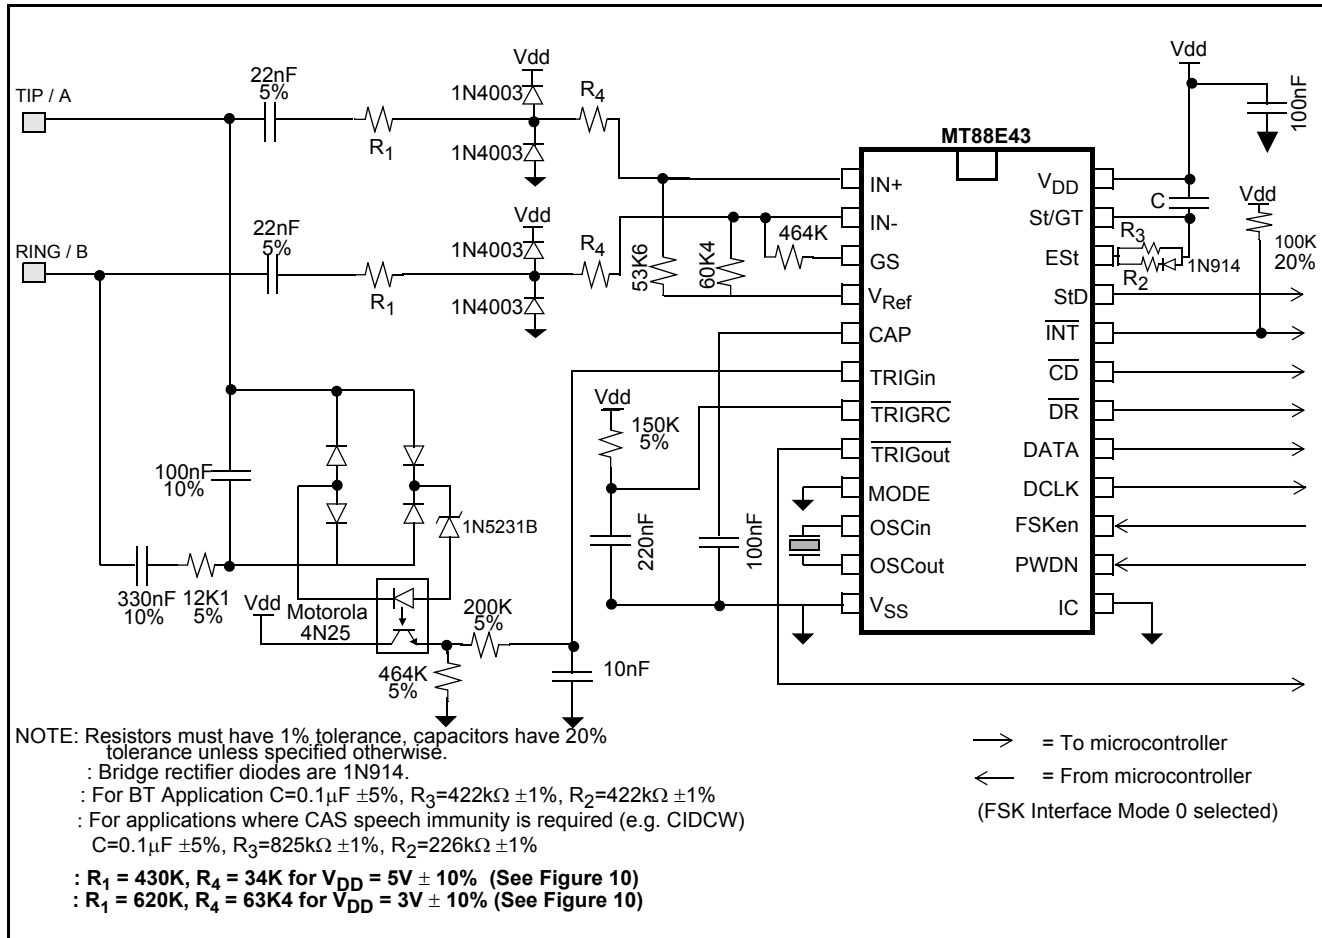 TIP / A
22nF
5%
R1
Vdd
1N4003
1N4003
R4
Vdd
100nF
MT88E43
RING / B
22nF
5%
R1
Vdd
1N4003
1N4003
R4
53K6
60K4
464K
IN+
IN-
GS
VRef
CAP
TRIGin
TRIGRC
TRIGout
MODE
OSCin
OSCout
VSS
VDD
St/GT
ESt
StD
INT
CD
DR
DATA
DCLK
FSKen
PWDN
IC
C
R3
R2
1N914
Vdd
100K
20%
Vdd
150K
5%
220nF
100nF
100nF
10%
1N5231B
330nF
10%
12K1
5%
Vdd
Motorola
4N25
200K
5%
464K
5%
10nF
NOTE: Resistors must have 1% tolerance, capacitors have 20%
tolerance unless specified otherwise.
: Bridge rectifier diodes are 1N914.
: For BT Application C=0.1μF ±5%, R3=422kΩ ±1%, R2=422kΩ ±1%
: For applications where CAS speech immunity is required (e.g. CIDCW)
C=0.1μF ±5%, R3=825kΩ ±1%, R2=226kΩ ±1%
: R1 = 430K, R4 = 34K for VDD = 5V ± 10% (See Figure 10)
: R1 = 620K, R4 = 63K4 for VDD = 3V ± 10% (See Figure 10)
= To microcontroller
= From microcontroller
(FSK Interface Mode 0 selected)